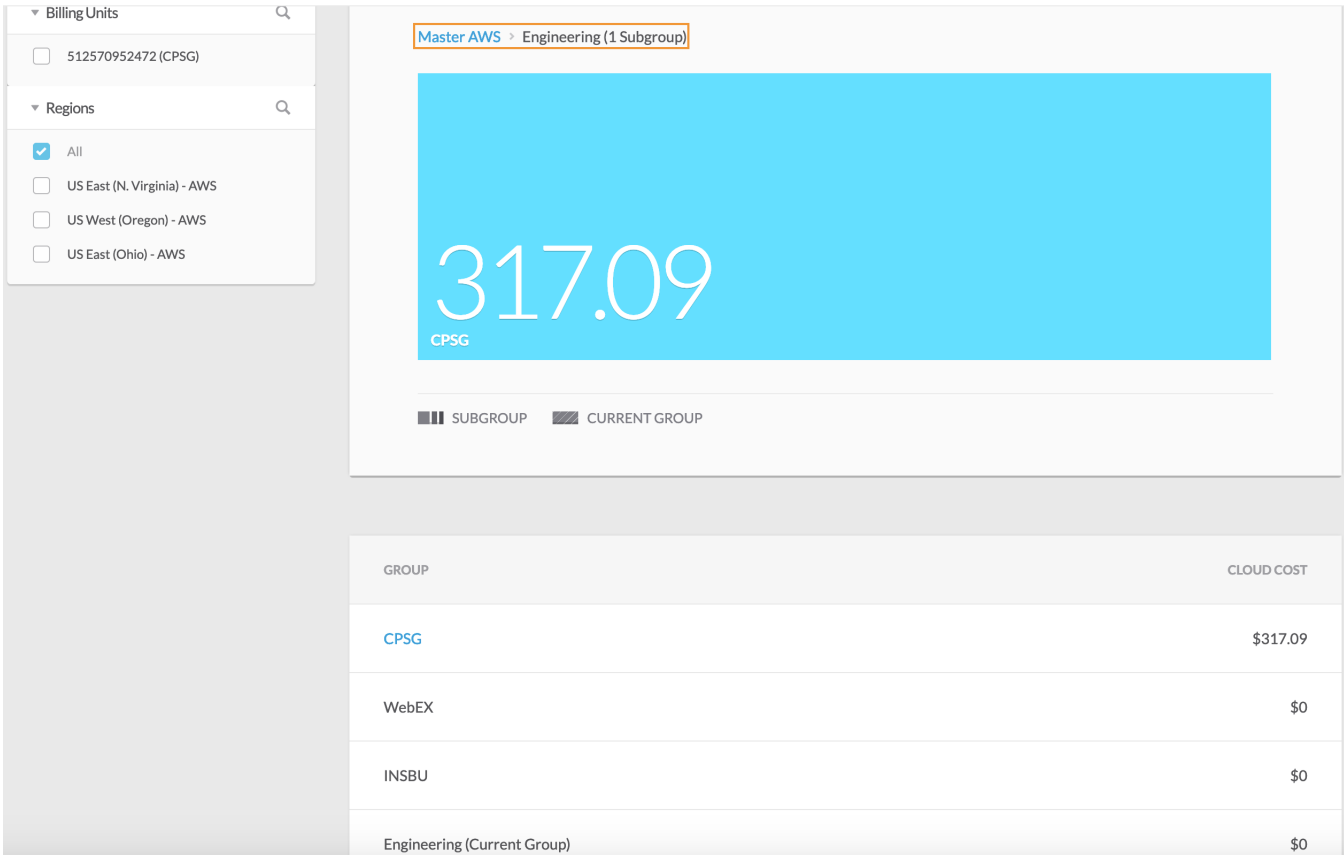 Billing Units
512570952472 (CPSG)
Regions
All
US East (N. Virginia) - AWS
US West (Oregon) - AWS
US East (Ohio) - AWS
Master AWS > Engineering (1 Subgroup)
317.09
CPSG
SUBGROUP CURRENT GROUP
GROUP CLOUD COST
CPSG $317.09
WebEX $0
INSBU $0
Engineering (Current Group) $0